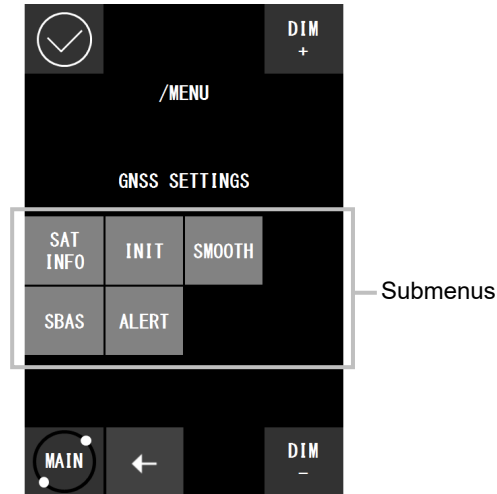 DIM
+
/MENU
GNSS SETTINGS
SAT
INFO
INIT
SMOOTH
Submenus
SBAS
ALERT
MAIN
←
DIM
−